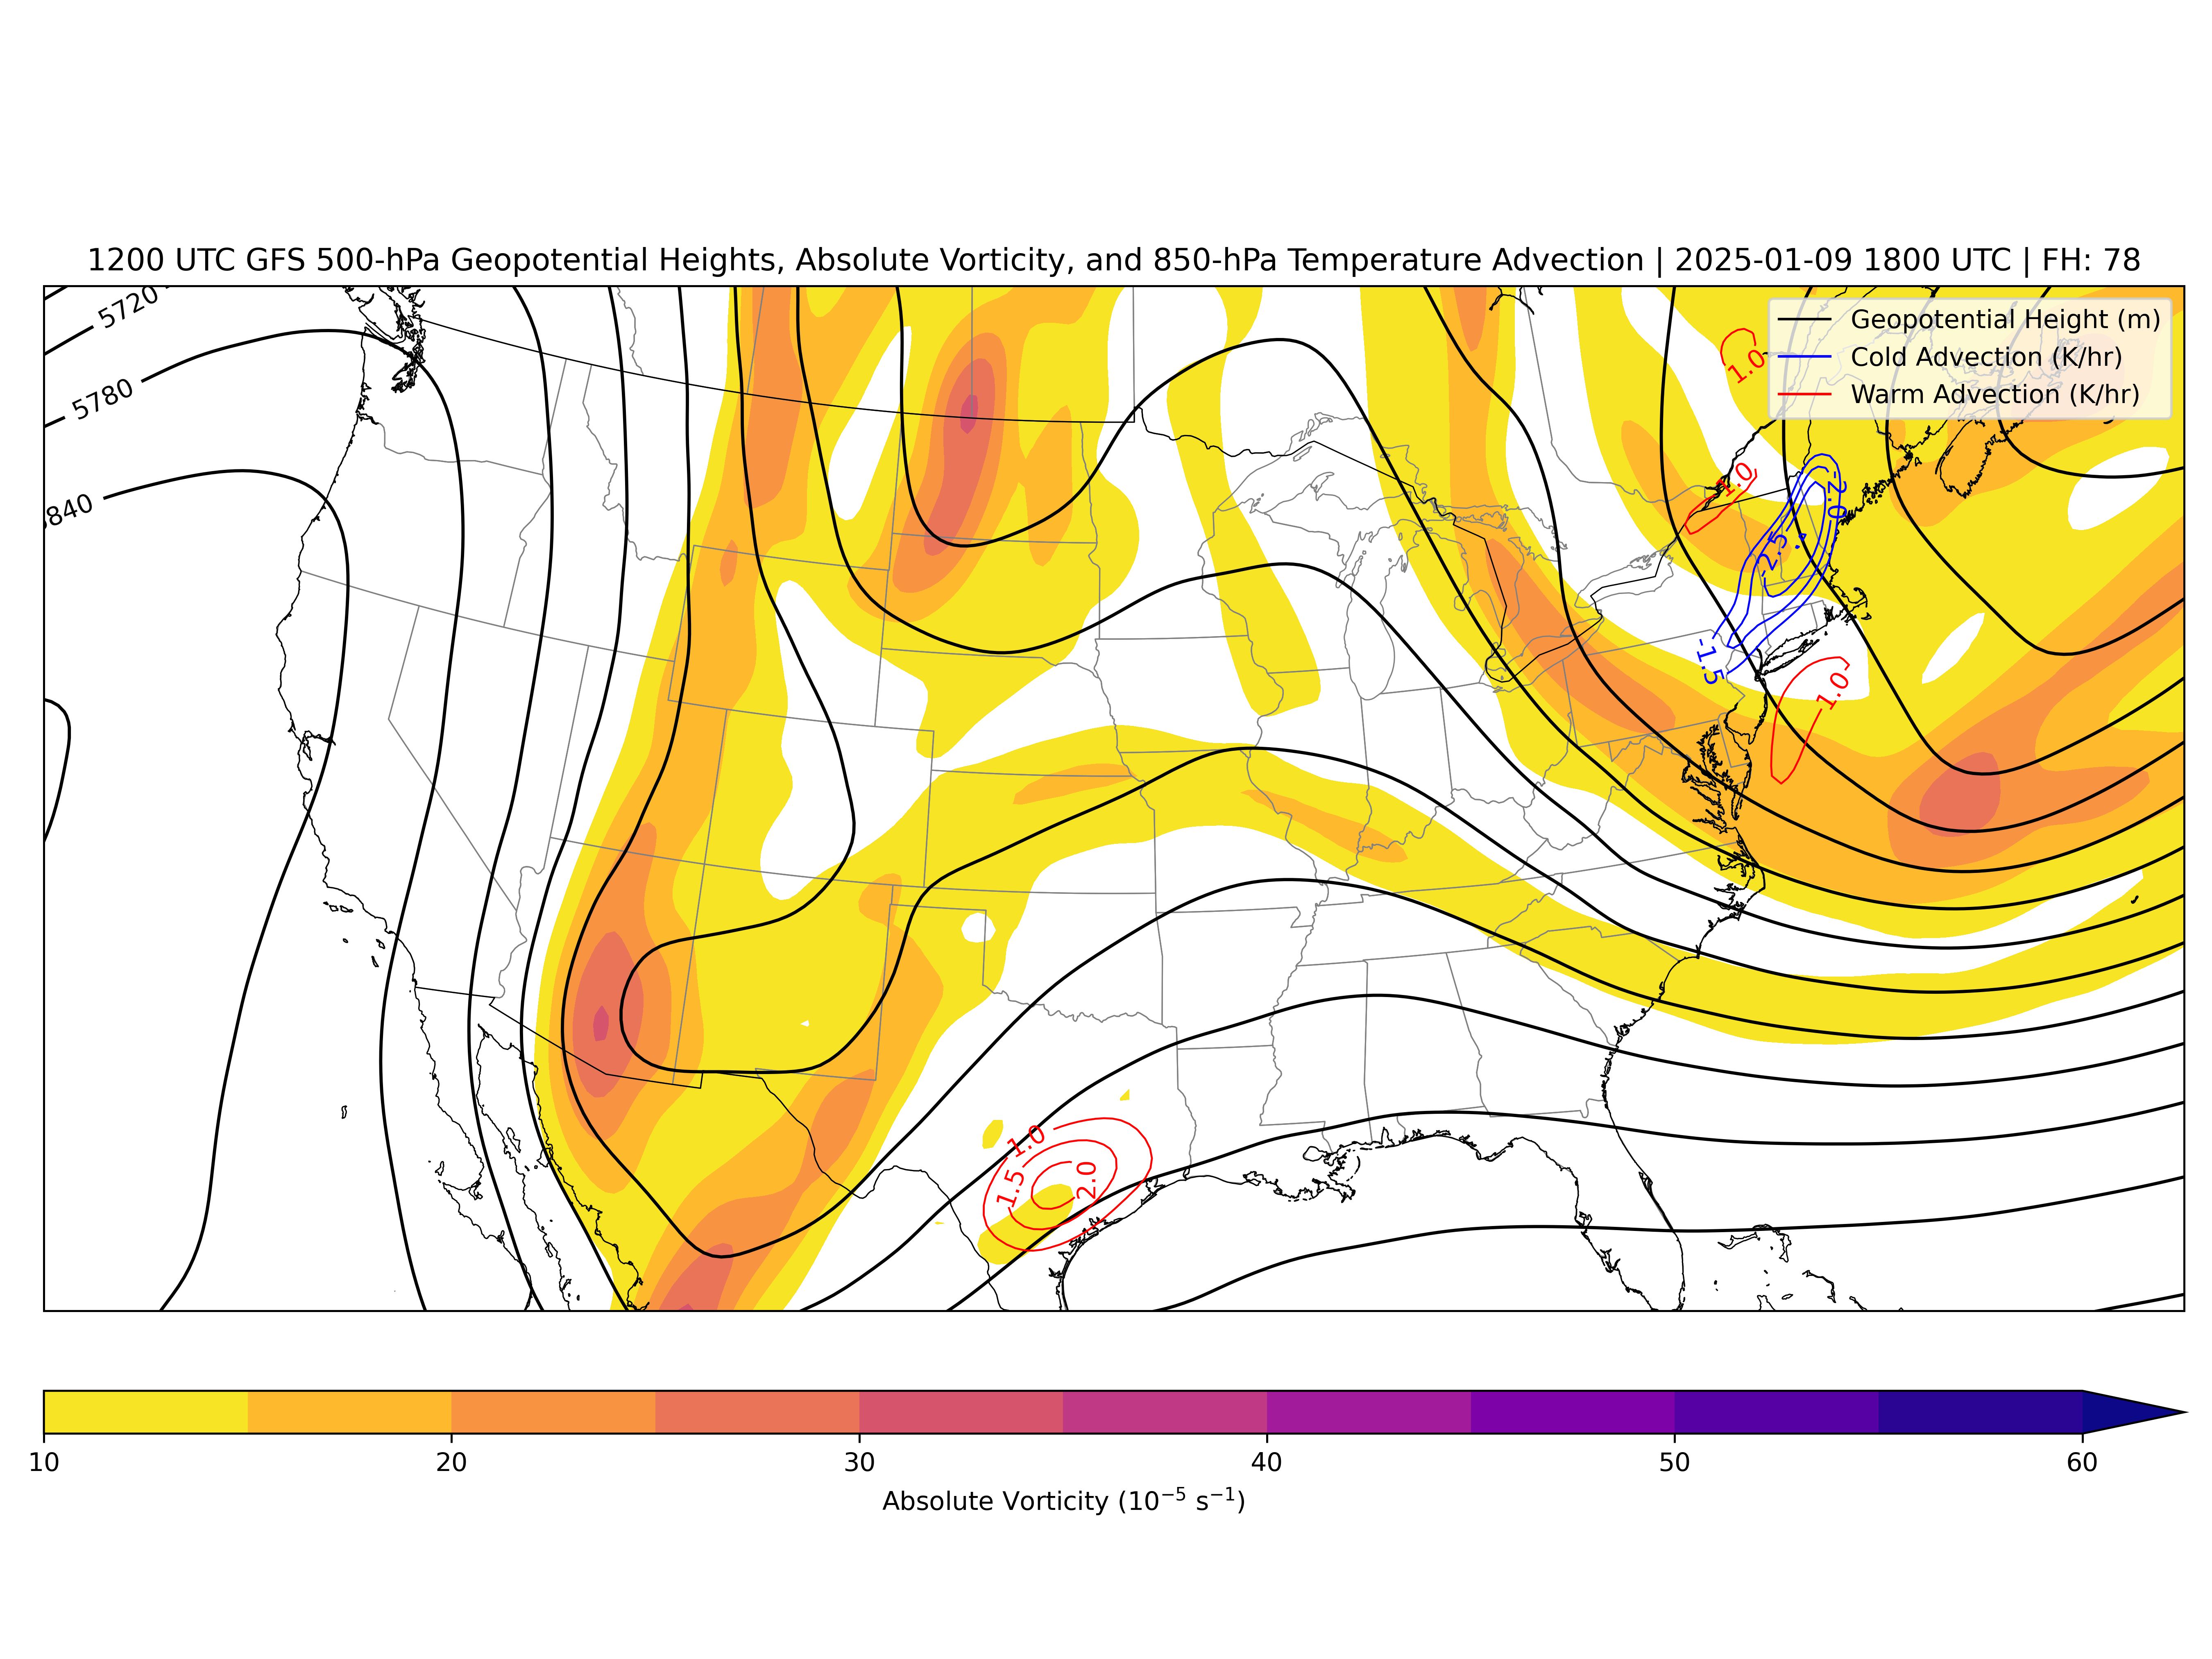 1200 UTC GFS 500-hPa Geopotential Heights, Absolute Vorticity, and 850-hPa Temperature Advection | 2025-01-09 1800 UTC | FH: 78
5720
Geopotential Height (m)
Cold Advection (K/hr)
Warm Advection (K/hr)
1.0
5780
840
1.0
-2.0
-2.5
-1.5
1.0
1.0
1.5
2.0
10 20 30 40 50 60
Absolute Vorticity (10⁻⁵ s⁻¹)